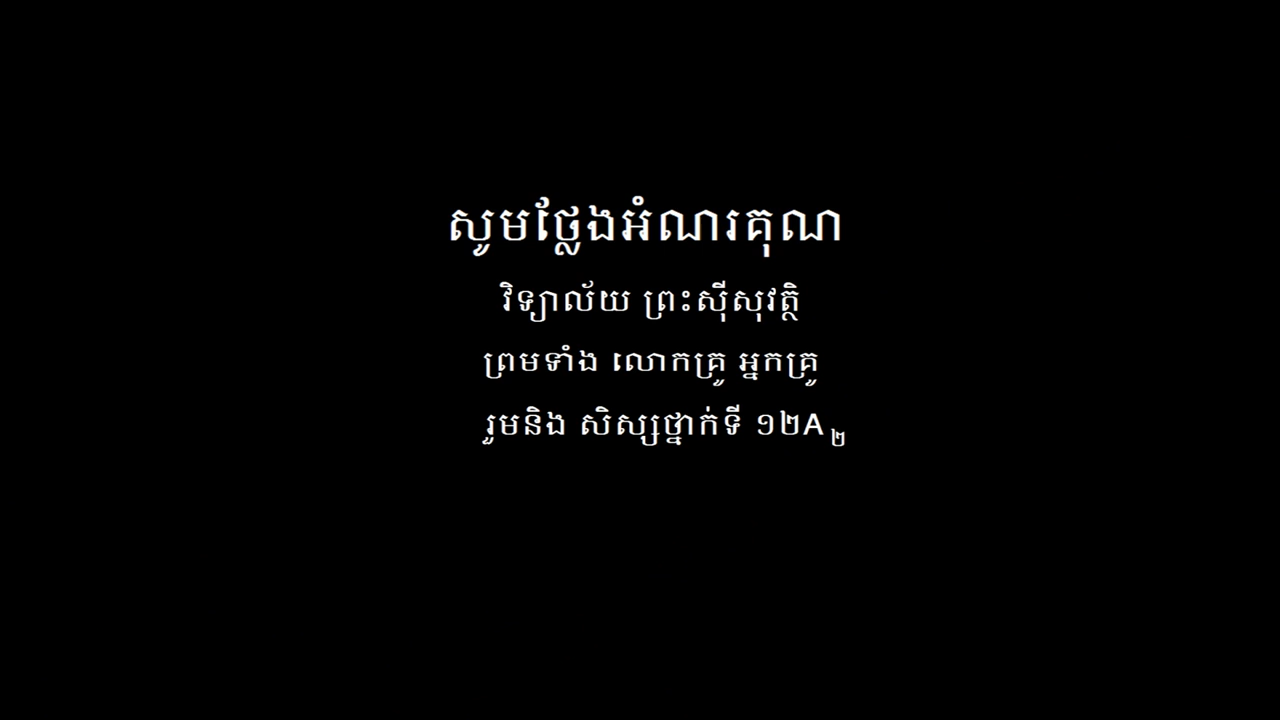 សូមថ្លែងអំណរគុណ
វិទ្យាល័យ ព្រះស៊ីសុវត្ថិ
ព្រមទាំង លោកគ្រូ អ្នកគ្រូ
រួមនិង សិស្សថ្នាក់ទី ១២A២